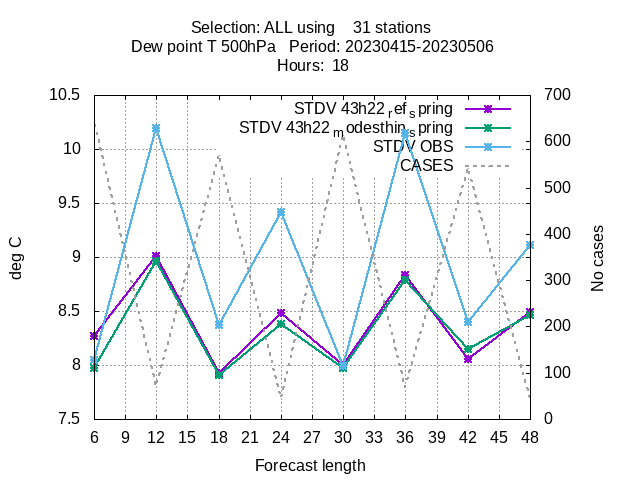 Selection: ALL using    31 stations
Dew point T 500hPa   Period: 20230415-20230506
Hours:  18
STDV 43h22_ref_spring
STDV 43h22_modesthin_spring
STDV OBS
CASES
deg C
10.5
10
9.5
9
8.5
8
7.5
700
600
500
400
300
200
100
0
No cases
6 9 12 15 18 21 24 27 30 33 36 39 42 45 48
Forecast length